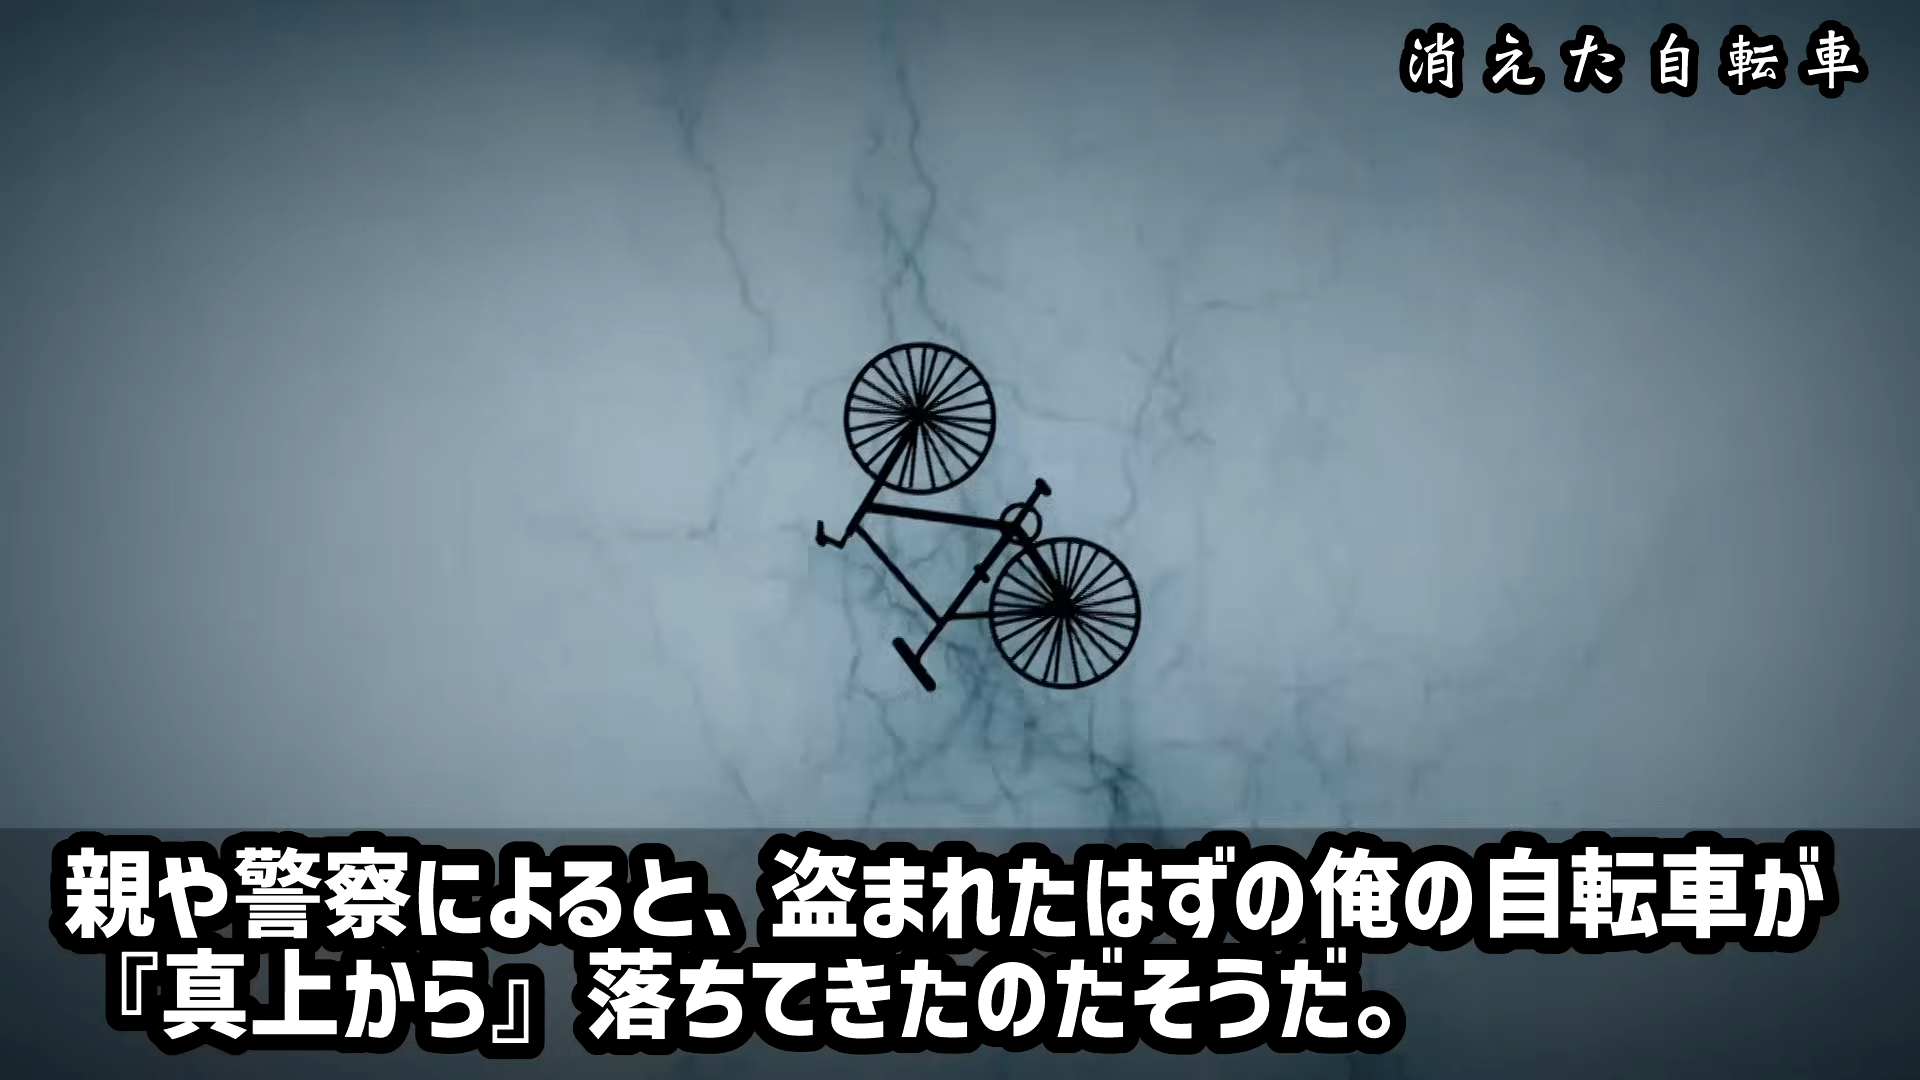 消えた自転車
親や警察によると、盗まれたはずの俺の自転車が
『真上から』落ちてきたのだそうだ。